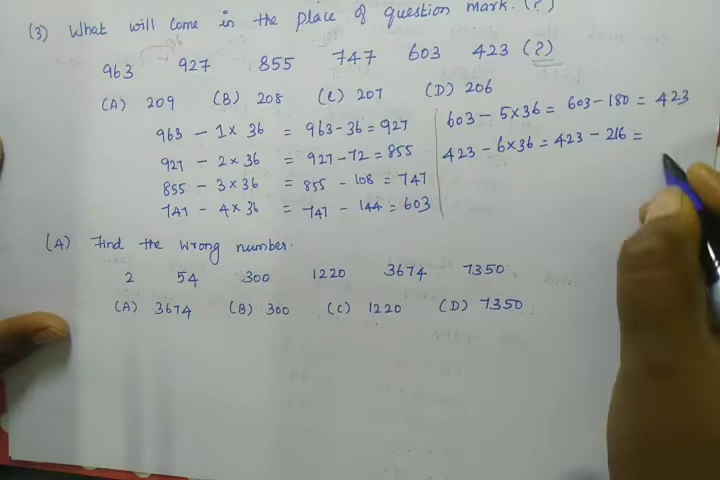 (3) What will come in the place of question mark. (?)
963 927 855 747 603 423 (?)
(A) 209 (B) 208 (C) 207 (D) 206
963 - 1 x 36 = 963 - 36 = 927
927 - 2 x 36 = 927 - 72 = 855
855 - 3 x 36 = 855 - 108 = 747
747 - 4 x 36 = 747 - 144 = 603
603 - 5 x 36 = 603 - 180 = 423
423 - 6 x 36 = 423 - 216 =
(A) Find the wrong number.
2 54 300 1220 3674 7350
(A) 3674 (B) 300 (C) 1220 (D) 7350